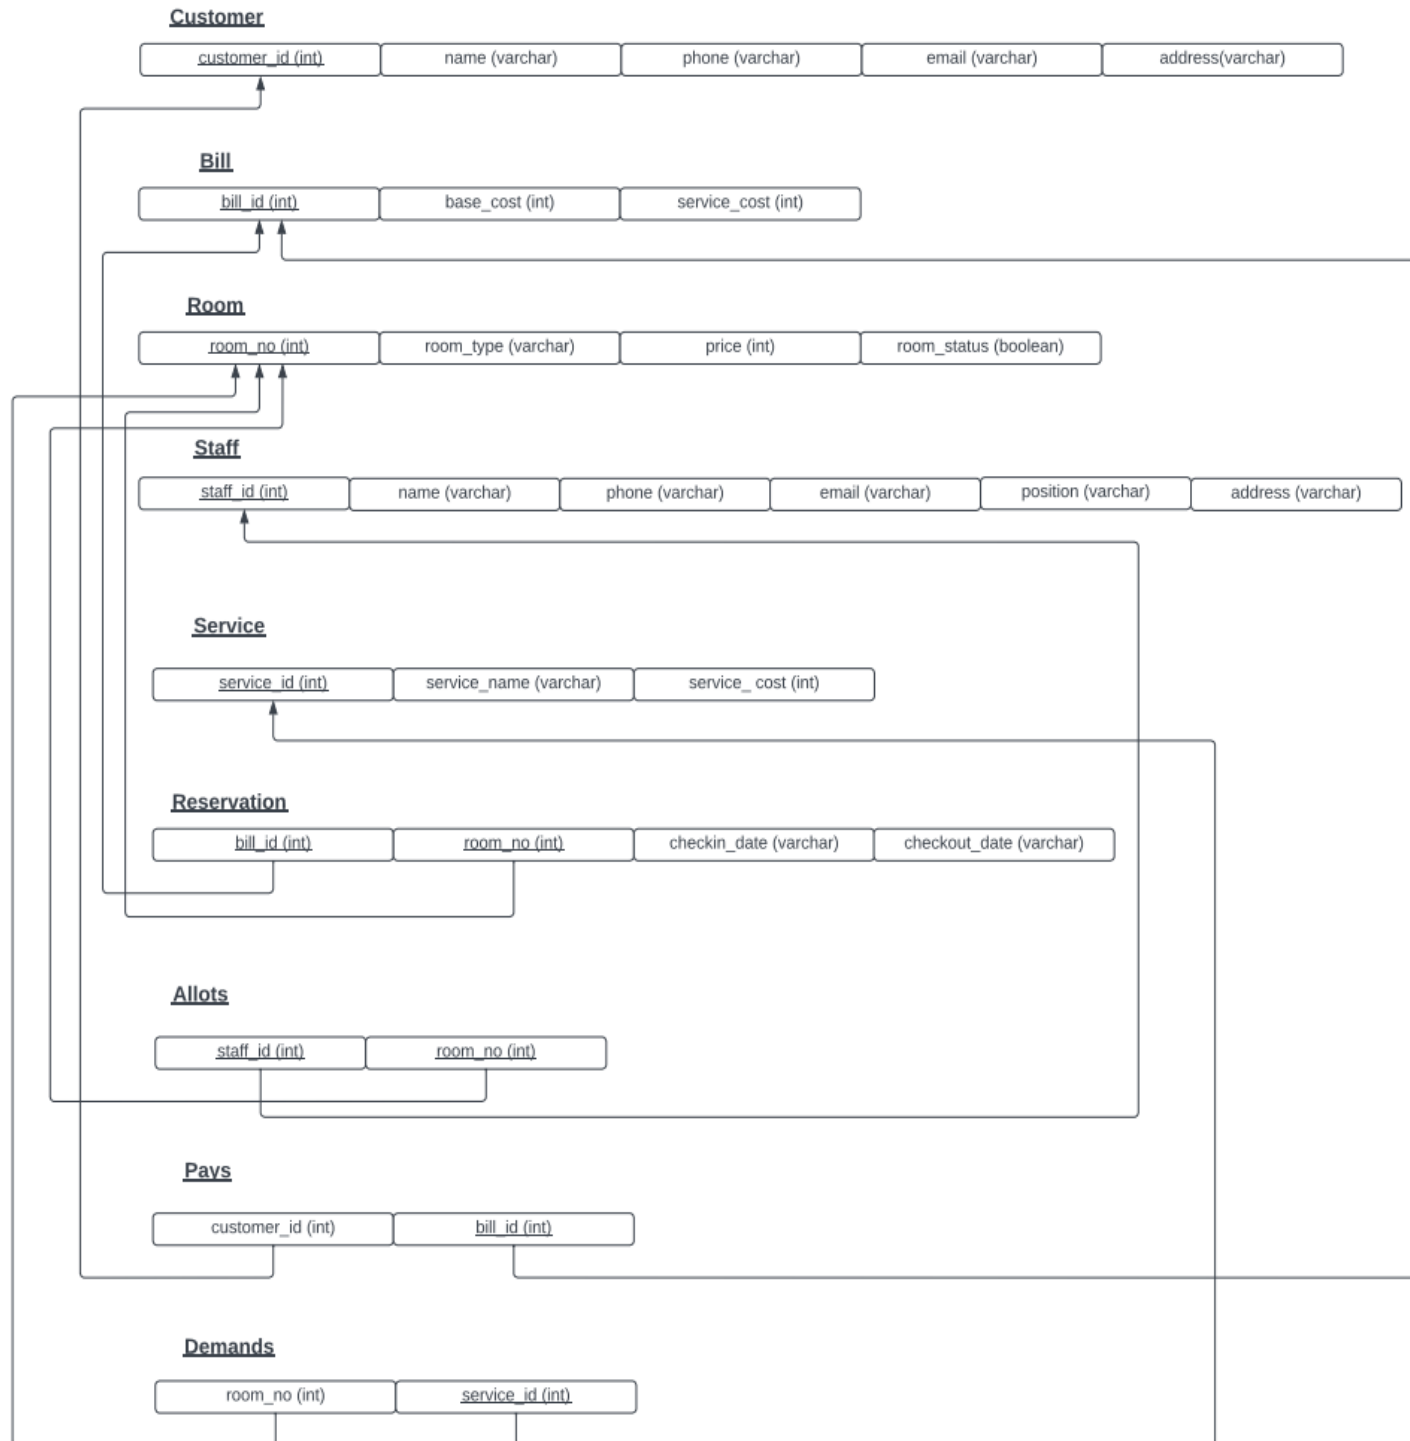 Customer
customer_id (int) name (varchar) phone (varchar) email (varchar) address(varchar)
Bill
bill_id (int) base_cost (int) service_cost (int)
Room
room_no (int) room_type (varchar) price (int) room_status (boolean)
Staff
staff_id (int) name (varchar) phone (varchar) email (varchar) position (varchar) address (varchar)
Service
service_id (int) service_name (varchar) service_ cost (int)
Reservation
bill_id (int) room_no (int) checkin_date (varchar) checkout_date (varchar)
Allots
staff_id (int) room_no (int)
Pays
customer_id (int) bill_id (int)
Demands
room_no (int) service_id (int)